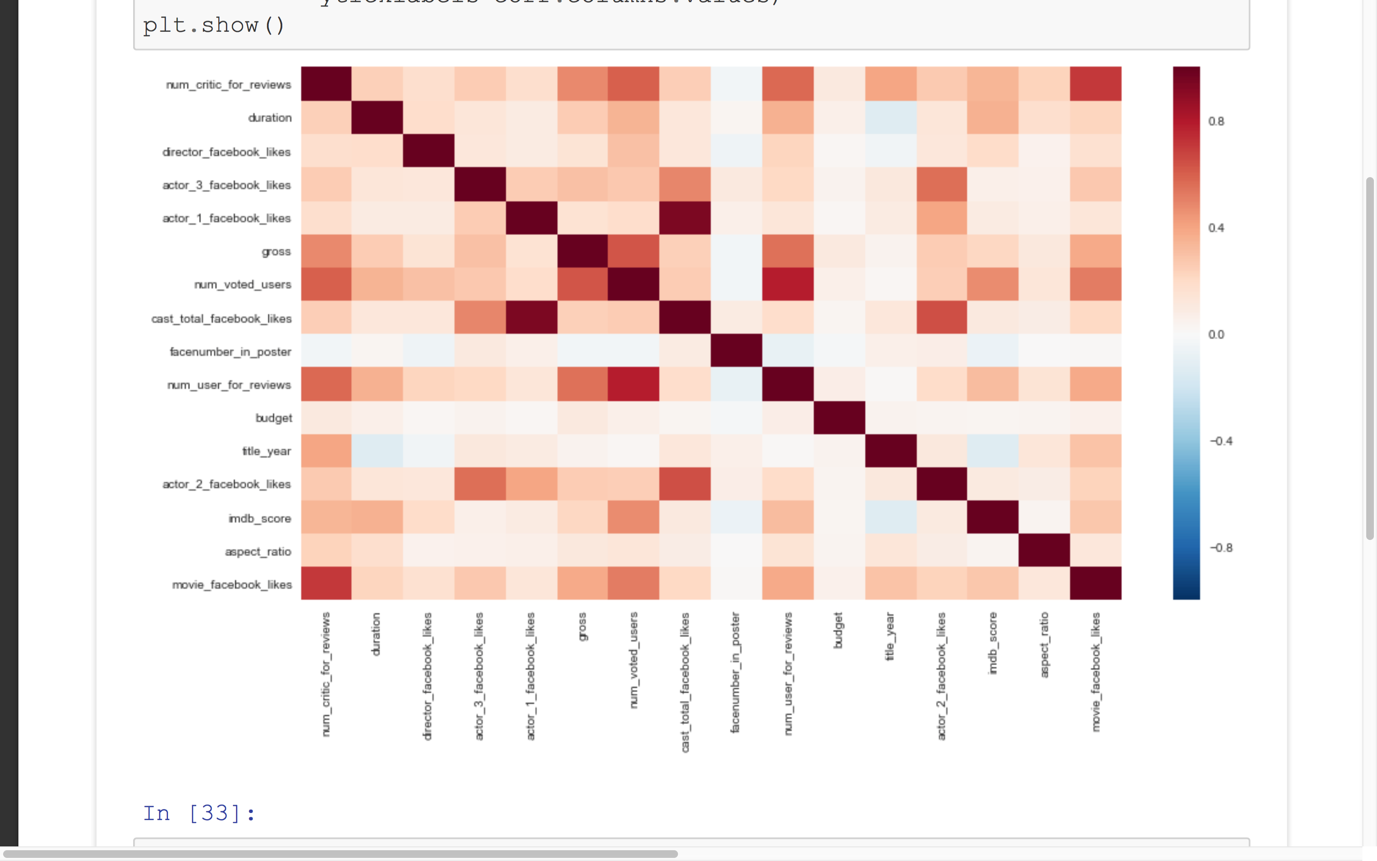 plt.show()
num_critic_for_reviews
duration
director_facebook_likes
actor_3_facebook_likes
actor_1_facebook_likes
gross
num_voted_users
cast_total_facebook_likes
facenumber_in_poster
num_user_for_reviews
budget
title_year
actor_2_facebook_likes
imdb_score
aspect_ratio
movie_facebook_likes
0.8
0.4
0.0
−0.4
−0.8
num_critic_for_reviews
duration
director_facebook_likes
actor_3_facebook_likes
actor_1_facebook_likes
gross
num_voted_users
cast_total_facebook_likes
facenumber_in_poster
num_user_for_reviews
budget
title_year
actor_2_facebook_likes
imdb_score
aspect_ratio
movie_facebook_likes
In [33]: